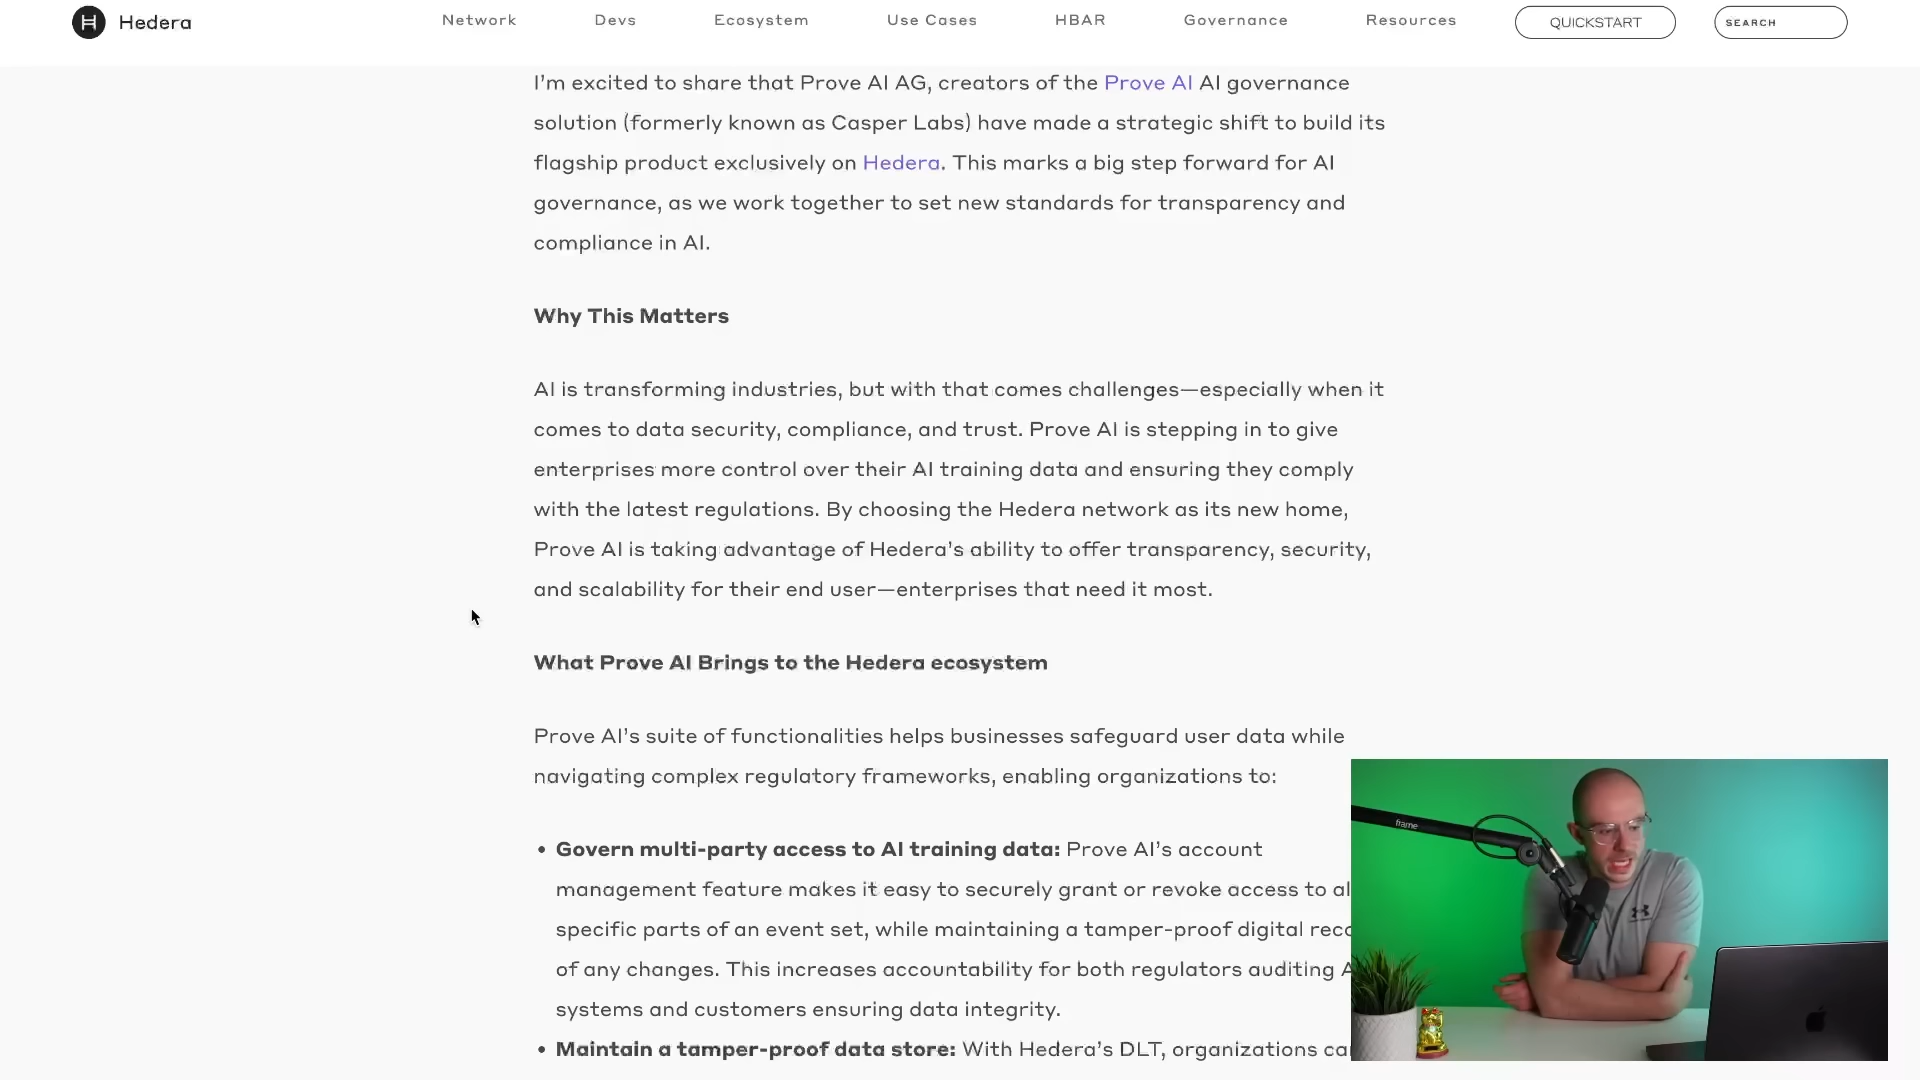 Hedera
Network Devs Ecosystem Use Cases HBAR Governance Resources QUICKSTART SEARCH
I'm excited to share that Prove AI AG, creators of the Prove AI AI governance
solution (formerly known as Casper Labs) have made a strategic shift to build its
flagship product exclusively on Hedera. This marks a big step forward for AI
governance, as we work together to set new standards for transparency and
compliance in AI.
Why This Matters
AI is transforming industries, but with that comes challenges—especially when it
comes to data security, compliance, and trust. Prove AI is stepping in to give
enterprises more control over their AI training data and ensuring they comply
with the latest regulations. By choosing the Hedera network as its new home,
Prove AI is taking advantage of Hedera's ability to offer transparency, security,
and scalability for their end user—enterprises that need it most.
What Prove AI Brings to the Hedera ecosystem
Prove AI's suite of functionalities helps businesses safeguard user data while
navigating complex regulatory frameworks, enabling organizations to:
• Govern multi-party access to AI training data: Prove AI's account
management feature makes it easy to securely grant or revoke access to
specific parts of an event set, while maintaining a tamper-proof digital
of any changes. This increases accountability for both regulators auditing
systems and customers ensuring data integrity.
• Maintain a tamper-proof data store: With Hedera's DLT, organizations
frame